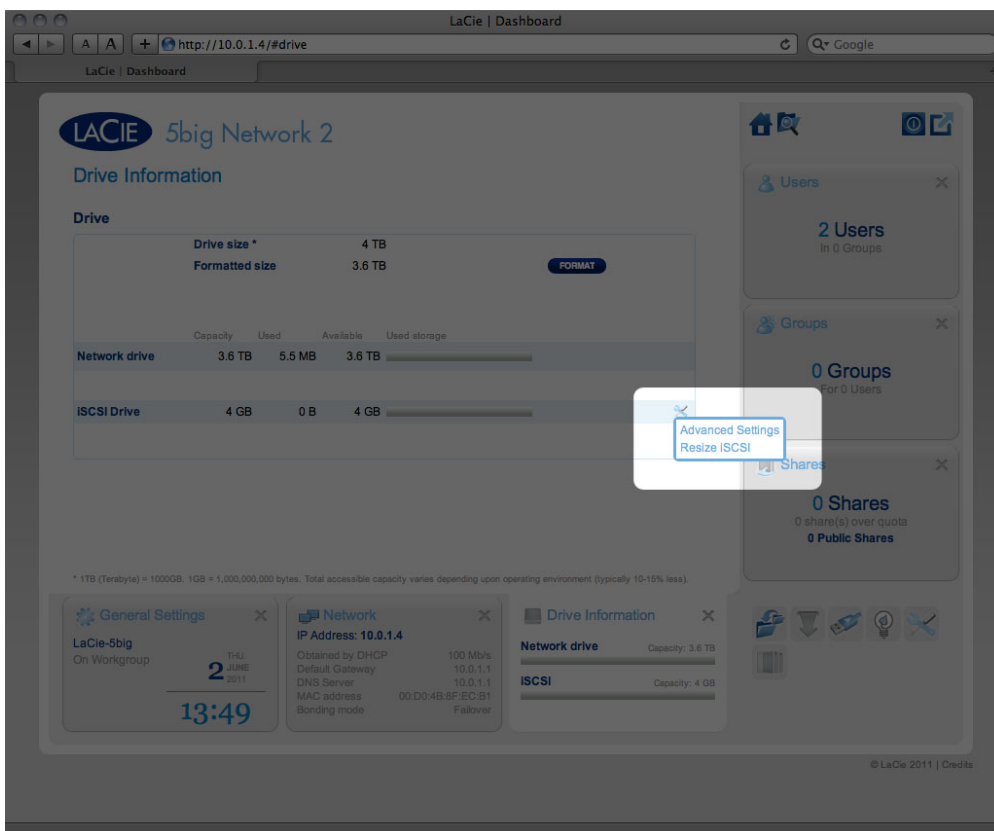 LaCie | Dashboard
A A + http://10.0.1.4/#drive Google
LaCie | Dashboard
LACIE 5big Network 2
Drive Information
Drive
Drive size * 4 TB
Formatted size 3.6 TB FORMAT
Capacity Used Available Used storage
Network drive 3.6 TB 5.5 MB 3.6 TB
iSCSI Drive 4 GB 0 B 4 GB
Advanced Settings
Resize iSCSI
* 1TB (Terabyte) = 1000GB. 1GB = 1,000,000,000 bytes. Total accessible capacity varies depending upon operating environment (typically 10-15% less).
Users
2 Users
In 0 Groups
Groups
0 Groups
For 0 Users
Shares
0 Shares
0 share(s) over quota
0 Public Shares
General Settings
LaCie-5big
On Workgroup
THU.
2 JUNE
2011
13:49
Network
IP Address: 10.0.1.4
Obtained by DHCP 100 Mb/s
Default Gateway 10.0.1.1
DNS Server 10.0.1.1
MAC address 00:D0:4B:8F:EC:B1
Bonding mode Failover
Drive Information
Network drive Capacity: 3.6 TB
iSCSI Capacity: 4 GB
© LaCie 2011 | Credits